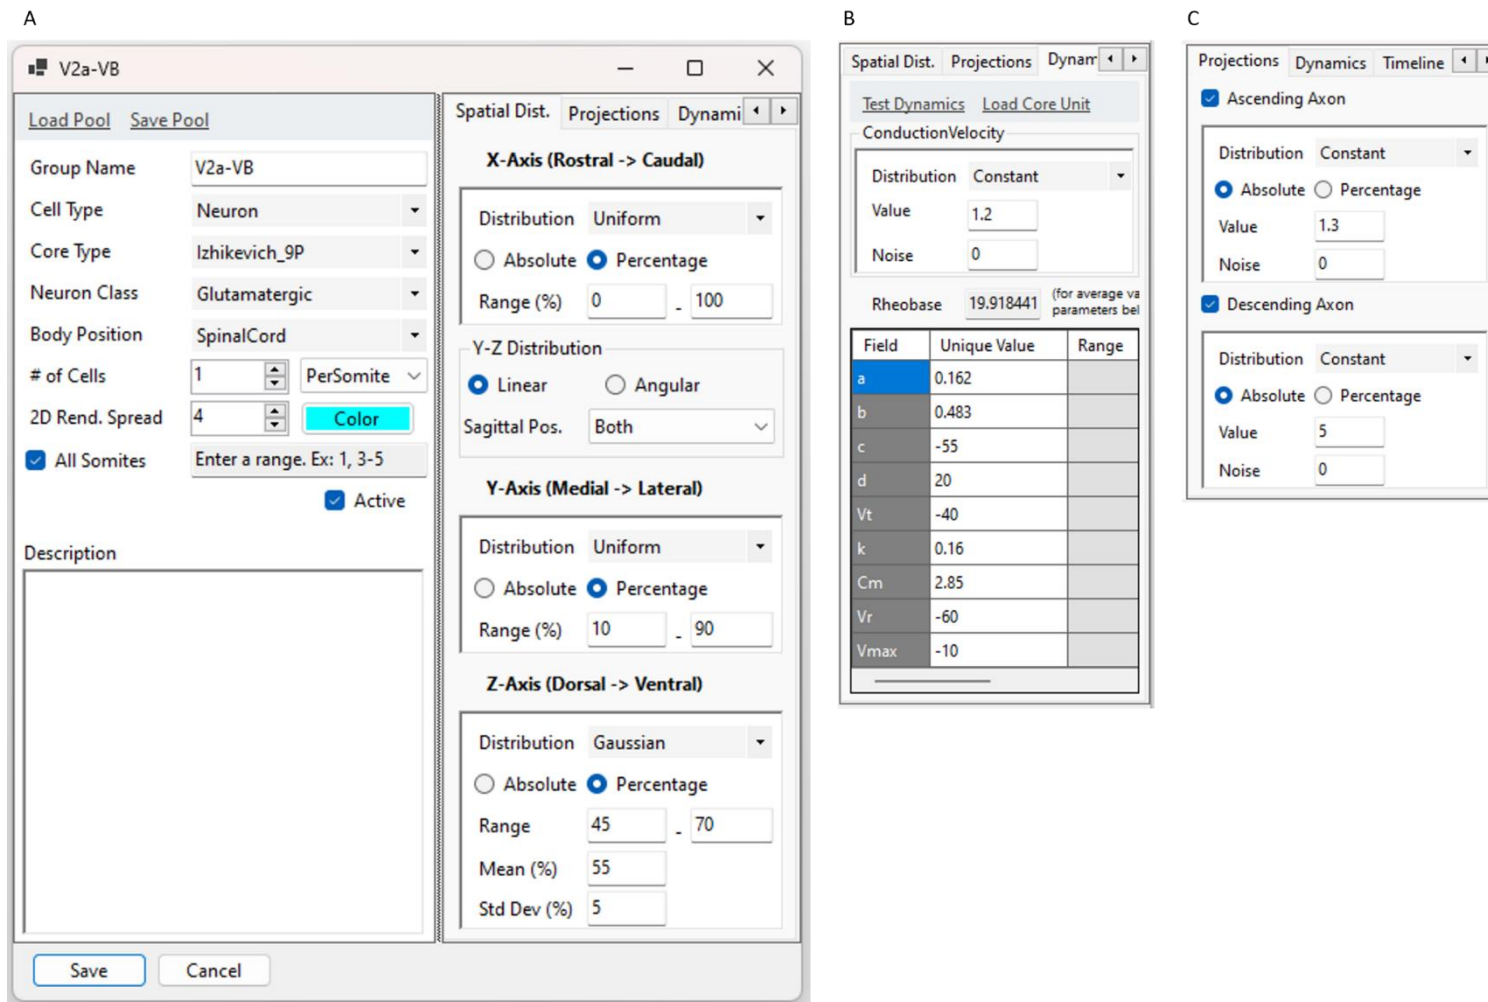 A
V2a-VB
Load Pool Save Pool
Group Name V2a-VB
Cell Type Neuron
Core Type Izhikevich_9P
Neuron Class Glutamatergic
Body Position SpinalCord
# of Cells 1 PerSomite
2D Rend. Spread 4 Color
All Somites Enter a range. Ex: 1, 3-5
Active
Description
Save Cancel
Spatial Dist. Projections Dynami
X-Axis (Rostral -> Caudal)
Distribution Uniform
Absolute Percentage
Range (%) 0 - 100
Y-Z Distribution
Linear Angular
Sagittal Pos. Both
Y-Axis (Medial -> Lateral)
Distribution Uniform
Absolute Percentage
Range (%) 10 - 90
Z-Axis (Dorsal -> Ventral)
Distribution Gaussian
Absolute Percentage
Range 45 - 70
Mean (%) 55
Std Dev (%) 5
B
Spatial Dist. Projections Dynam
Test Dynamics Load Core Unit
ConductionVelocity
Distribution Constant
Value 1.2
Noise 0
Rheobase 19.918441 (for average va
parameters bel
Field Unique Value Range
a 0.162
b 0.483
c -55
d 20
Vt -40
k 0.16
Cm 2.85
Vr -60
Vmax -10
C
Projections Dynamics Timeline
Ascending Axon
Distribution Constant
Absolute Percentage
Value 1.3
Noise 0
Descending Axon
Distribution Constant
Absolute Percentage
Value 5
Noise 0